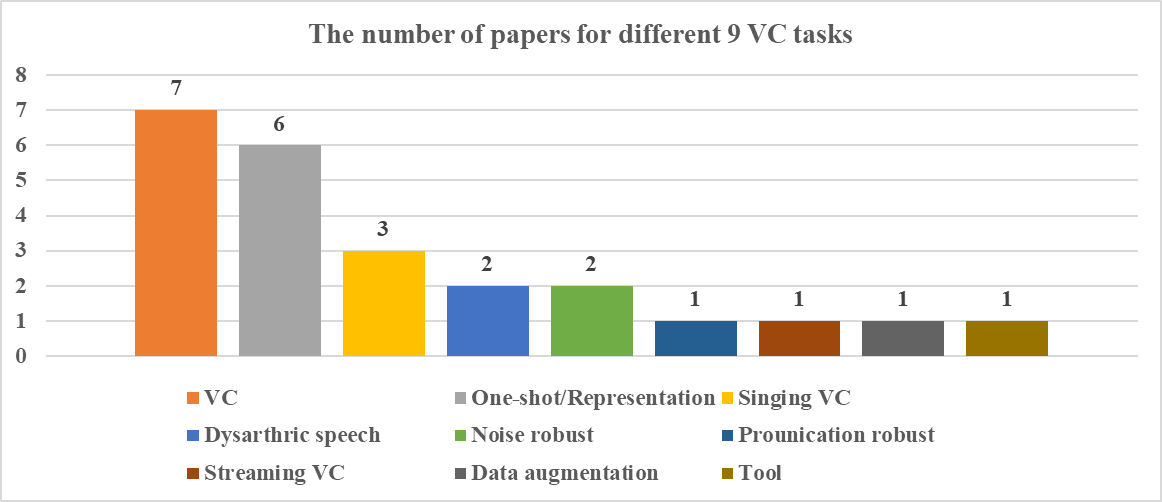 The number of papers for different 9 VC tasks
8
7
6
5
4
3
2
1
0
7
6
3
2
2
1
1
1
1
VC
One-shot/Representation
Singing VC
Dysarthric speech
Noise robust
Prounication robust
Streaming VC
Data augmentation
Tool